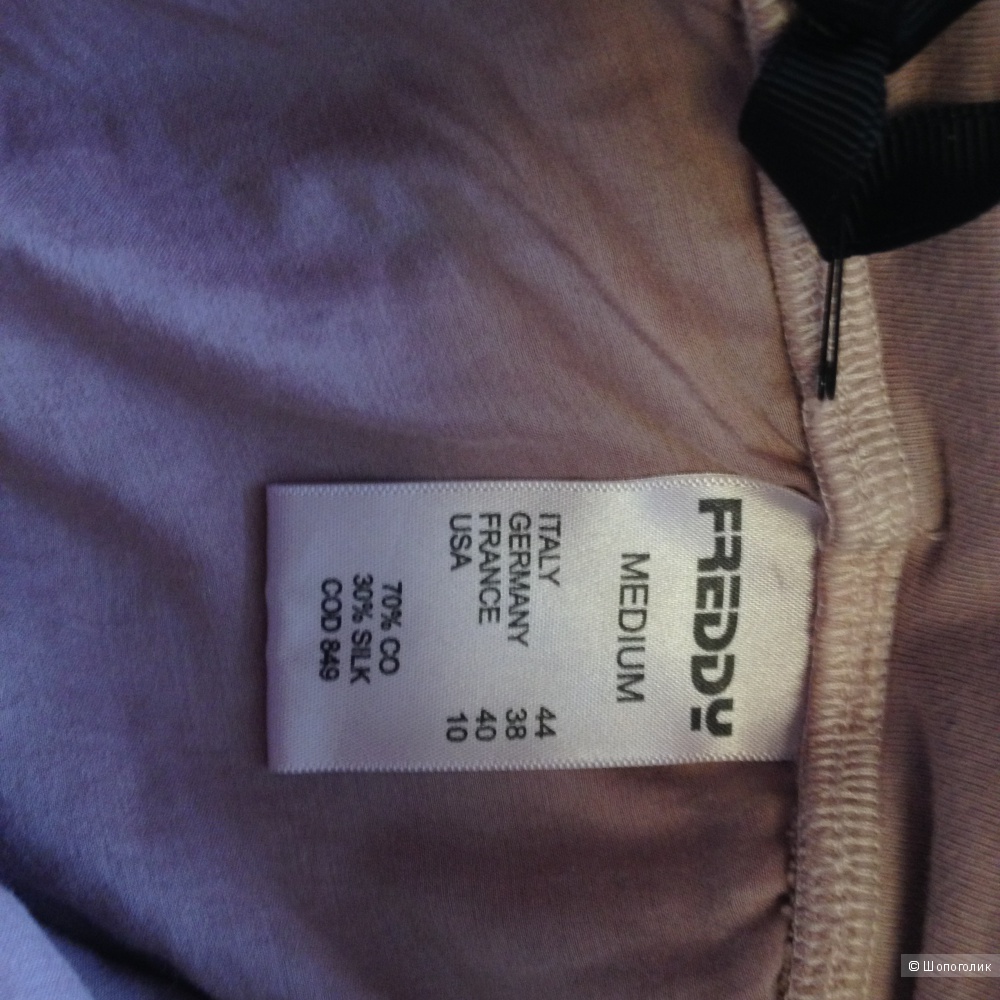 FREDDY
MEDIUM
ITALY 44
GERMANY 38
FRANCE 40
USA 10
70% CO
30% SILK
COD 849
© Шопоголик